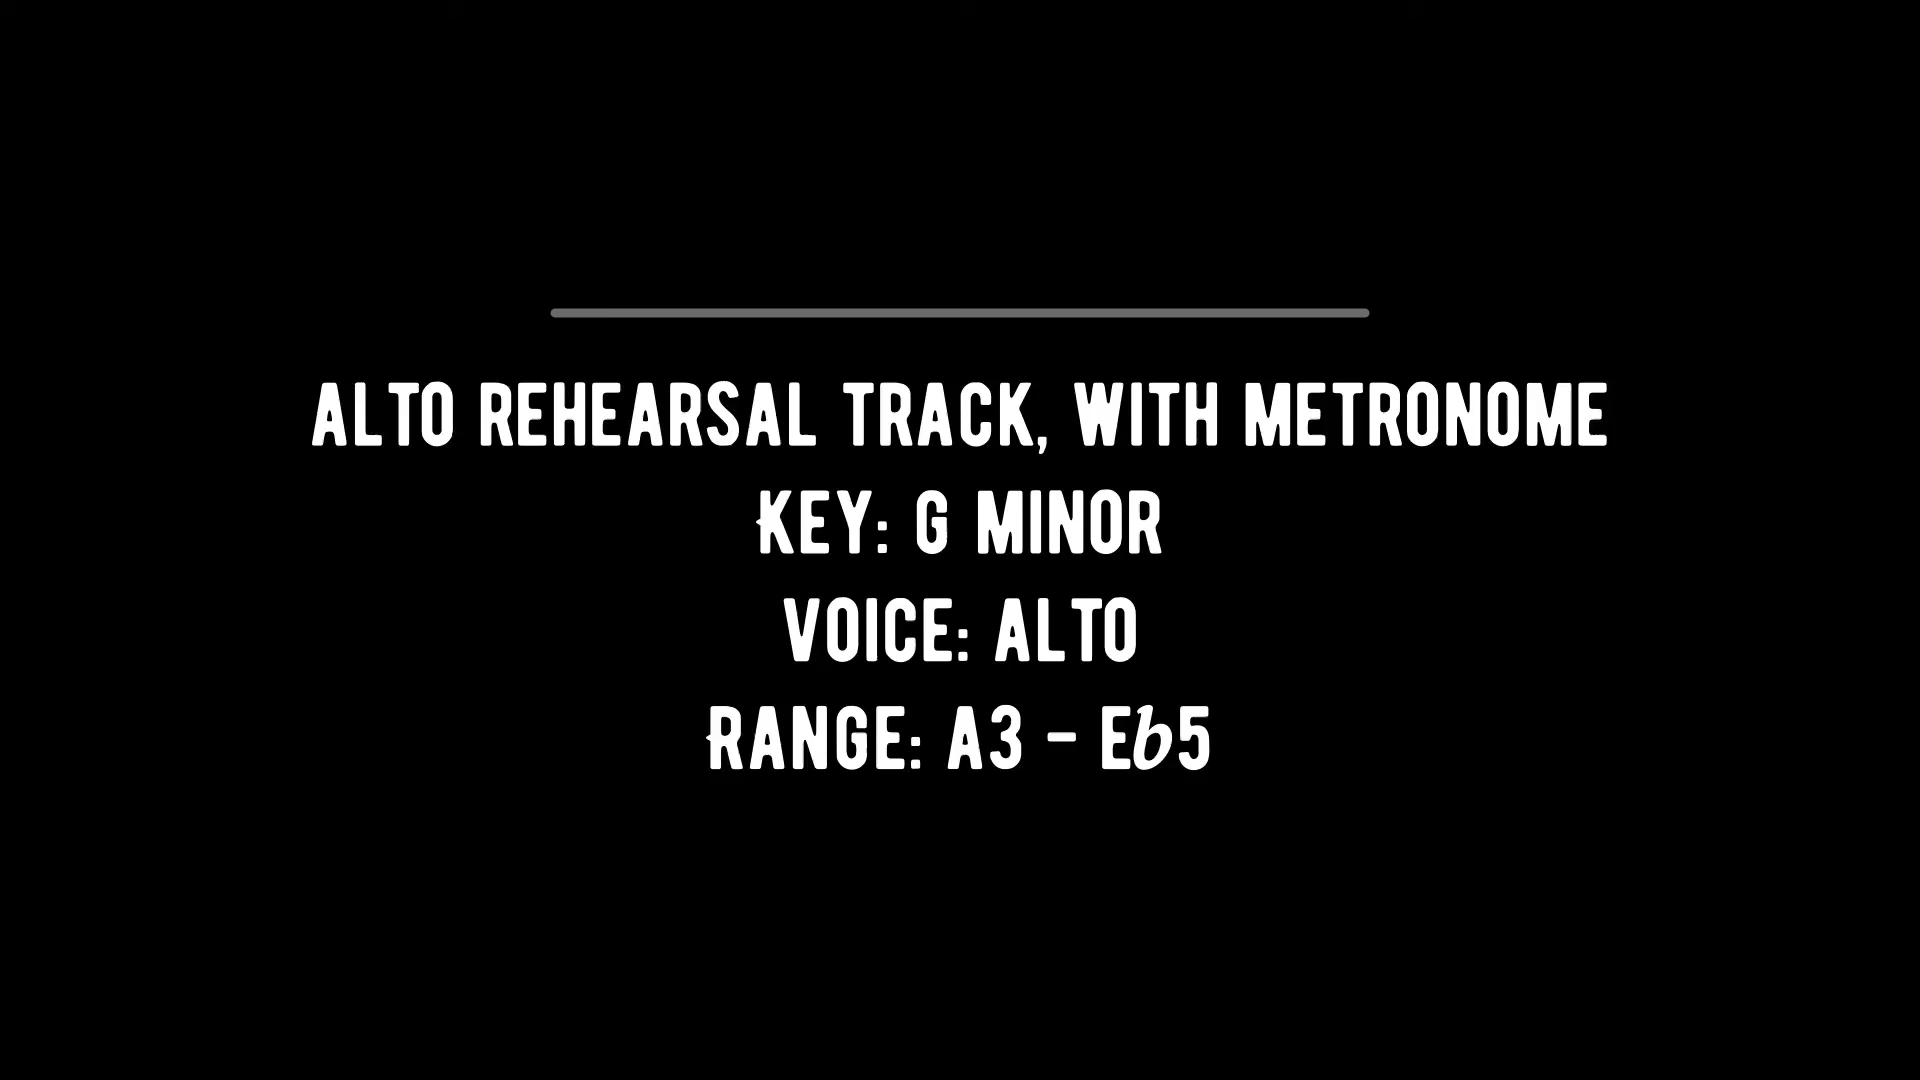 ALTO REHEARSAL TRACK, WITH METRONOME
KEY: G MINOR
VOICE: ALTO
RANGE: A3 - Eb5